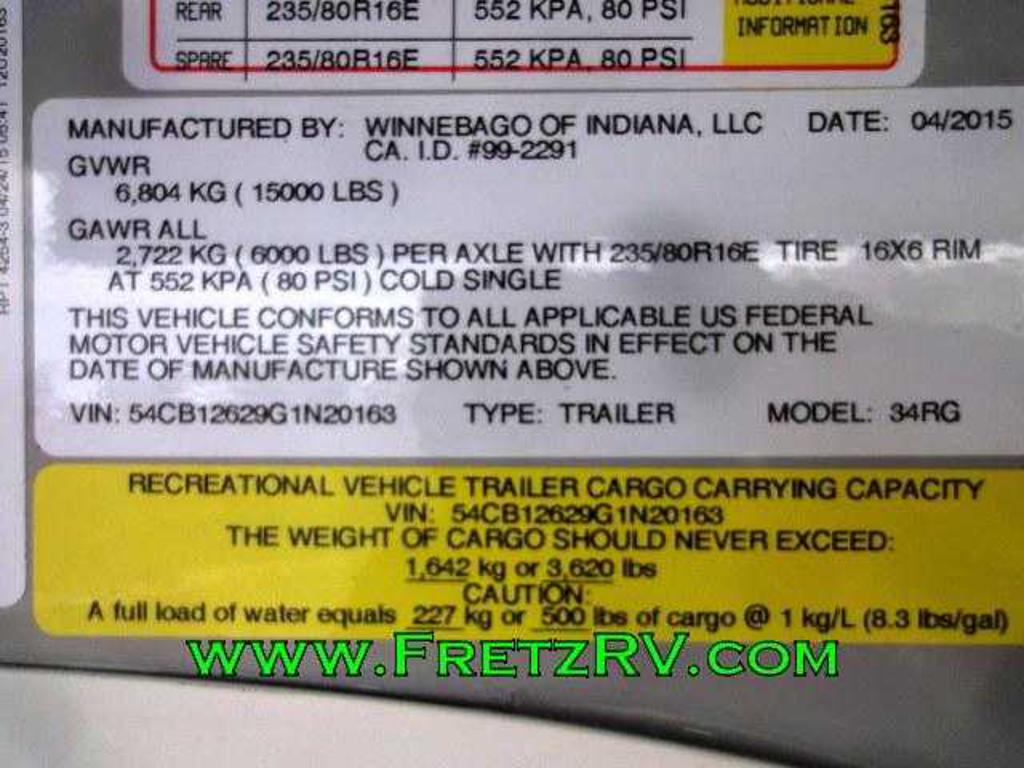 REAR 235/80R16E 552 KPA, 80 PSI
INFORMATION
SPARE 235/80R16E 552 KPA, 80 PSI
MANUFACTURED BY: WINNEBAGO OF INDIANA, LLC DATE: 04/2015
CA. I.D. #99-2291
GVWR
6,804 KG ( 15000 LBS )
GAWR ALL
2,722 KG ( 6000 LBS ) PER AXLE WITH 235/80R16E TIRE 16X6 RIM
AT 552 KPA ( 80 PSI ) COLD SINGLE
THIS VEHICLE CONFORMS TO ALL APPLICABLE US FEDERAL
MOTOR VEHICLE SAFETY STANDARDS IN EFFECT ON THE
DATE OF MANUFACTURE SHOWN ABOVE.
VIN: 54CB12629G1N20163 TYPE: TRAILER MODEL: 34RG
RECREATIONAL VEHICLE TRAILER CARGO CARRYING CAPACITY
VIN: 54CB12629G1N20163
THE WEIGHT OF CARGO SHOULD NEVER EXCEED:
1,642 kg or 3,620 lbs
CAUTION:
A full load of water equals 227 kg or 500 lbs of cargo @ 1 kg/L (8.3 lbs/gal)
www.FretzRV.com